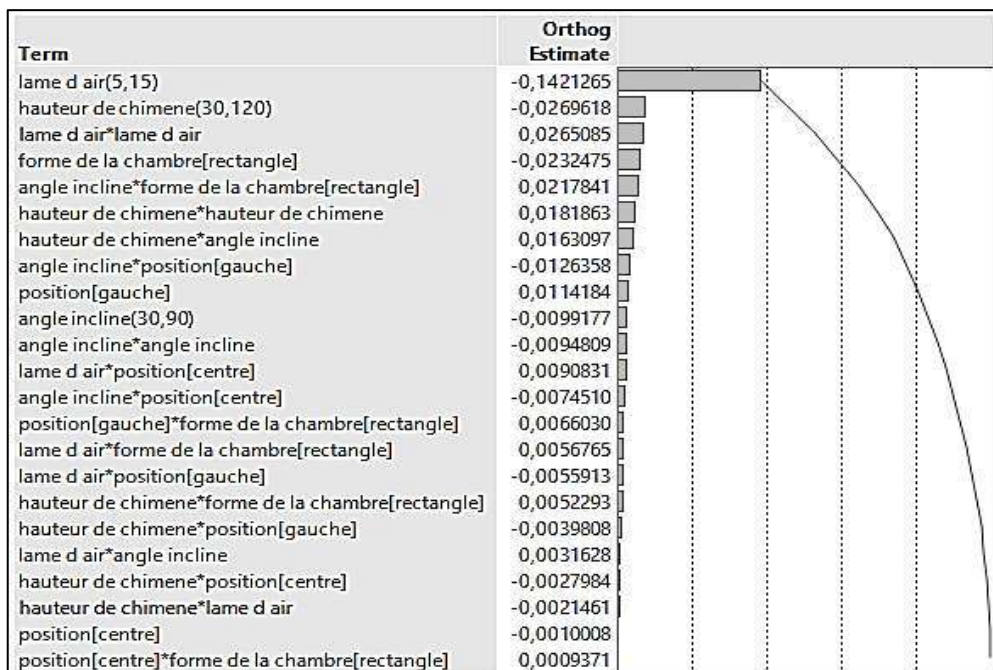 Orthog
Term Estimate
lame d air(5,15) -0,1421265
hauteur de chimene(30,120) -0,0269618
lame d air*lame d air 0,0265085
forme de la chambre[rectangle] -0,0232475
angle incline*forme de la chambre[rectangle] 0,0217841
hauteur de chimene*hauteur de chimene 0,0181863
hauteur de chimene*angle incline 0,0163097
angle incline*position[gauche] -0,0126358
position[gauche] 0,0114184
angle incline(30,90) -0,0099177
angle incline*angle incline -0,0094809
lame d air*position[centre] 0,0090831
angle incline*position[centre] -0,0074510
position[gauche]*forme de la chambre[rectangle] 0,0066030
lame d air*forme de la chambre[rectangle] 0,0056765
lame d air*position[gauche] -0,0055913
hauteur de chimene*forme de la chambre[rectangle] 0,0052293
hauteur de chimene*position[gauche] -0,0039808
lame d air*angle incline 0,0031628
hauteur de chimene*position[centre] -0,0027984
hauteur de chimene*lame d air -0,0021461
position[centre] -0,0010008
position[centre]*forme de la chambre[rectangle] 0,0009371